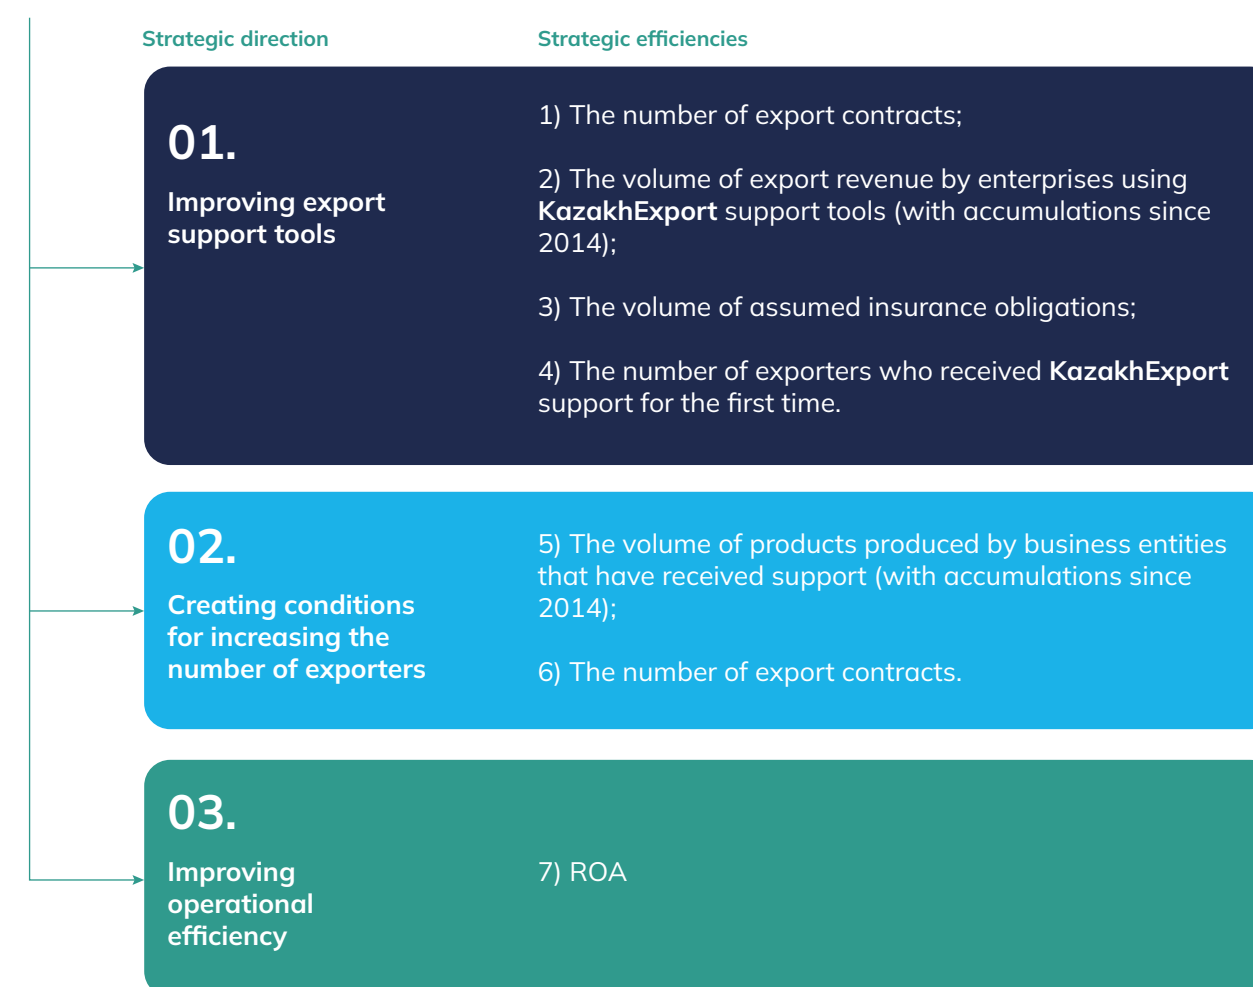 Strategic direction
Strategic efficiencies
01.
Improving export
support tools
1) The number of export contracts;
2) The volume of export revenue by enterprises using
KazakhExport support tools (with accumulations since
2014);
3) The volume of assumed insurance obligations;
4) The number of exporters who received KazakhExport
support for the first time.
02.
Creating conditions
for increasing the
number of exporters
5) The volume of products produced by business entities
that have received support (with accumulations since
2014);
6) The number of export contracts.
03.
Improving
operational
efficiency
7) ROA